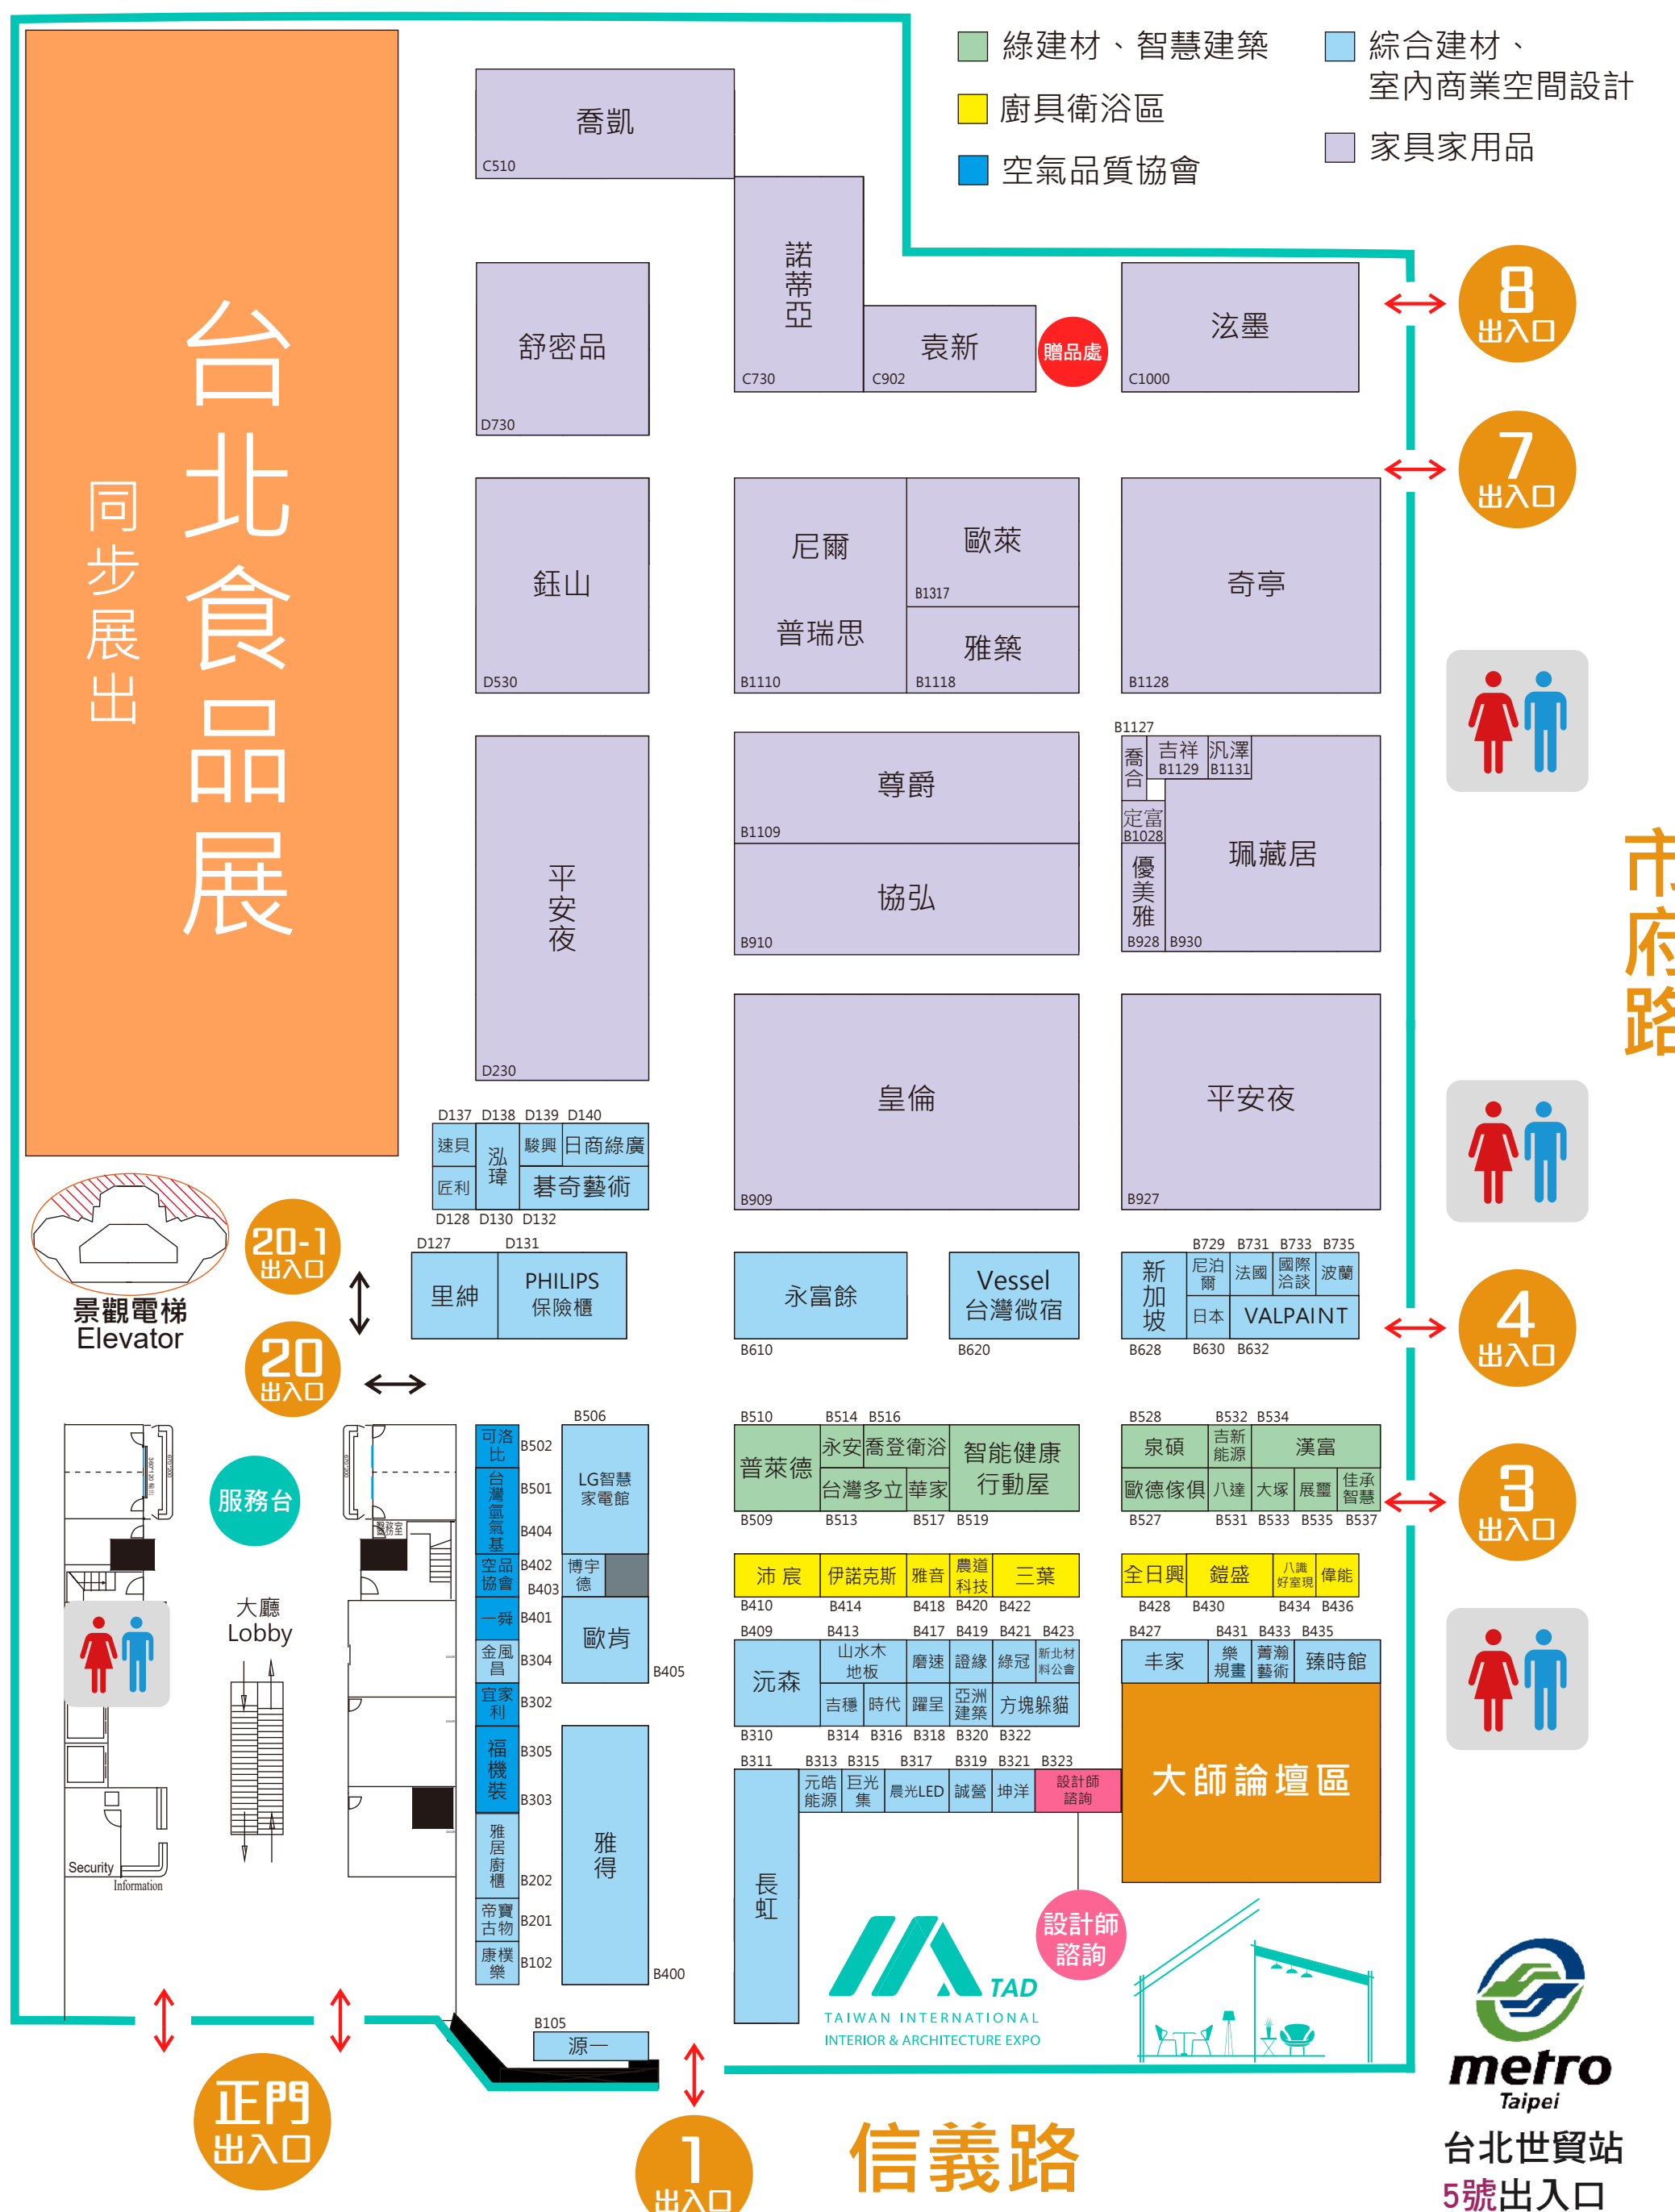 綠建材、智慧建築
廚具衛浴區
空氣品質協會
綜合建材、
室內商業空間設計
家具家用品
台北食品展
同步展出
喬凱
C510
諾蒂亞
C730
袁新
C902
贈品處
泫墨
C1000
8
出入口
舒密品
D730
7
出入口
鈺山
D530
尼爾
普瑞思
B1110
歐萊
B1317
雅築
B1118
奇亭
B1128
平安夜
D230
尊爵
B1109
協弘
B910
B1127
喬合
吉祥
B1129
汎澤
B1131
定富
B1028
優美雅
B928
珮藏居
B930
市府路
皇倫
B909
平安夜
B927
D137 D138 D139 D140
速貝
泓瑋
駿興
日商綠廣
匠利
碁奇藝術
D128 D130 D132
景觀電梯
Elevator
20-1
出入口
20
出入口
D127 D131
里紳
PHILIPS
保險櫃
永富餘
B610
Vessel
台灣微宿
B620
B729 B731 B733 B735
新加坡
尼泊爾
法國
國際洽談
波蘭
日本
VALPAINT
B628 B630 B632
4
出入口
3
出入口
服務台
醫務室
大廳
Lobby
Security
Information
可洛比
B502
台灣氫氣基
B501
B404
空品協會
B402
B403
一舜
B401
金風昌
B304
宜家利
B302
福機裝
B305
B303
雅居廚櫃
B202
帝寶古物
B201
康樸樂
B102
B506
LG智慧
家電館
博宇德
歐肯
B405
雅得
B400
B105
源一
B510 B514 B516
普萊德
永安
喬登衛浴
智能健康
行動屋
台灣多立
華家
B509 B513 B517 B519
B528 B532 B534
泉碩
吉新能源
漢富
歐德傢俱
八達
大塚
展璽
佳承智慧
B527 B531 B533 B535 B537
沛宸
伊諾克斯
雅音
農道科技
三葉
B410 B414 B418 B420 B422
全日興
鎧盛
八識
好室現
偉能
B428 B430 B434 B436
B409 B413 B417 B419 B421 B423
沅森
山水木
地板
磨速
證緣
綠冠
新北材
料公會
吉穩
時代
躍呈
亞洲建築
方塊躲貓
B310 B314 B316 B318 B320 B322
B427 B431 B433 B435
丰家
樂規畫
菁瀚藝術
臻時館
大師論壇區
B311 B313 B315 B317 B319 B321 B323
長虹
元皓能源
巨光集
晨光LED
誠營
坤洋
設計師
諮詢
設計師
諮詢
TAD
TAIWAN INTERNATIONAL
INTERIOR & ARCHITECTURE EXPO
正門
出入口
1
出入口
信義路
metro
Taipei
台北世貿站
5號出入口